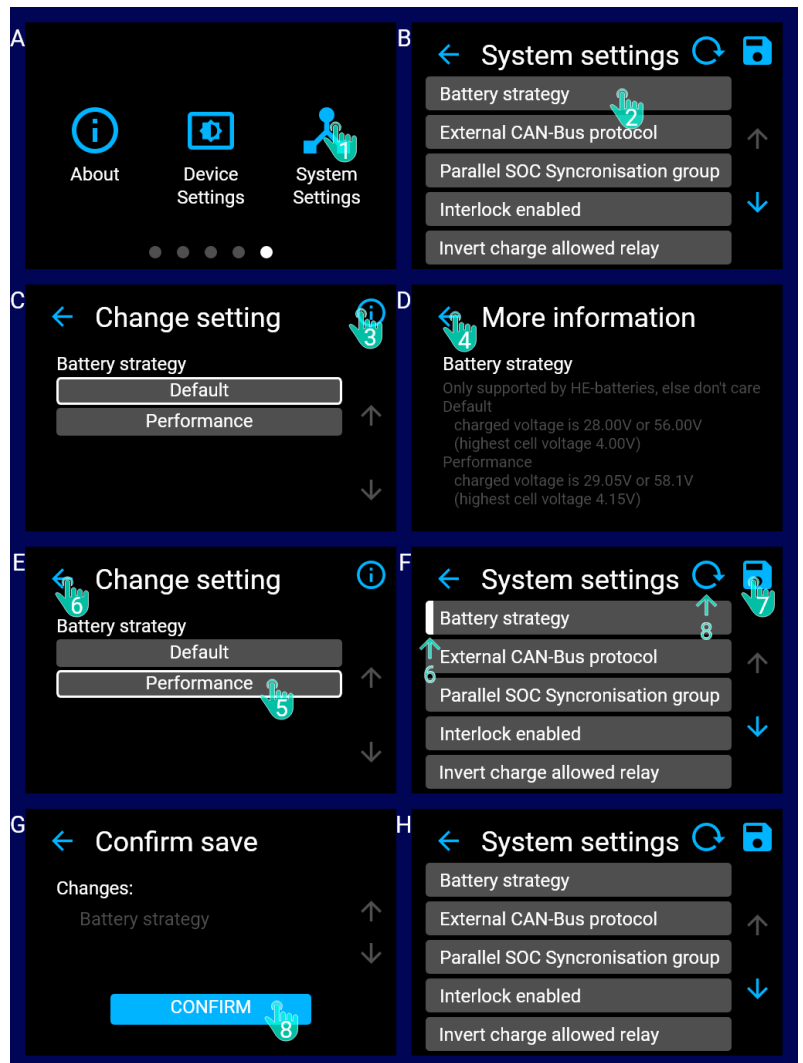 A
About
Device
Settings
1
System
Settings
B
System settings
Battery strategy
2
External CAN-Bus protocol
Parallel SOC Syncronisation group
Interlock enabled
Invert charge allowed relay
C
Change setting
3
Battery strategy
Default
Performance
D
More information
4
Battery strategy
Only supported by HE-batteries, else don't care
Default
charged voltage is 28.00V or 56.00V
(highest cell voltage 4.00V)
Performance
charged voltage is 29.05V or 58.1V
(highest cell voltage 4.15V)
E
Change setting
6
Battery strategy
Default
Performance
5
F
System settings
7
Battery strategy
8
External CAN-Bus protocol
6
Parallel SOC Syncronisation group
Interlock enabled
Invert charge allowed relay
G
Confirm save
Changes:
Battery strategy
CONFIRM
8
H
System settings
Battery strategy
External CAN-Bus protocol
Parallel SOC Syncronisation group
Interlock enabled
Invert charge allowed relay